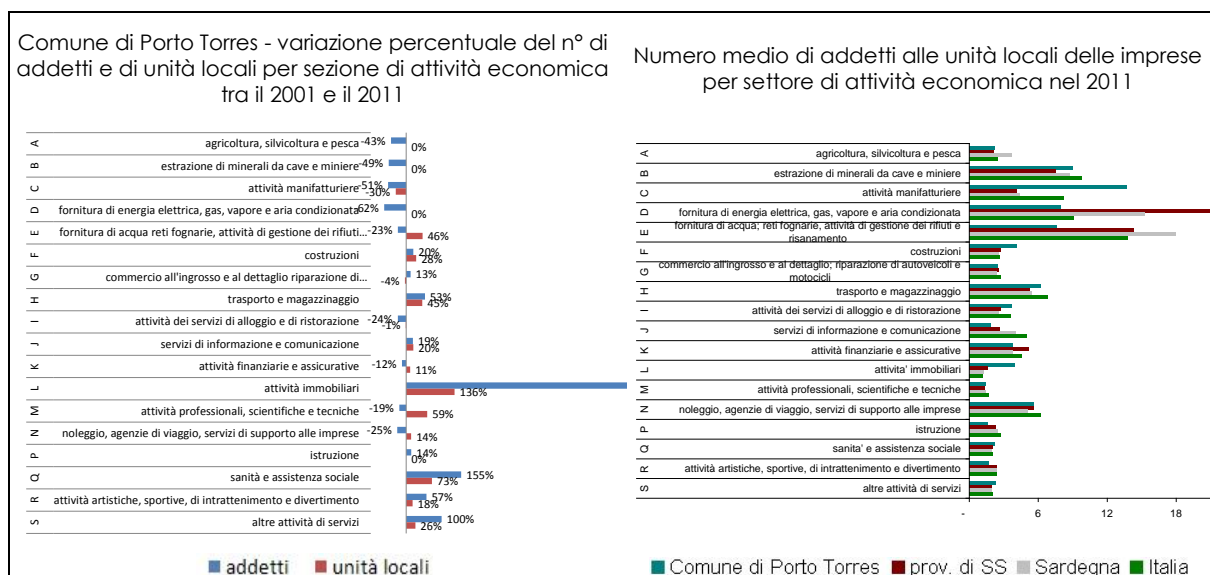 Comune di Porto Torres - variazione percentuale del n° di
addetti e di unità locali per sezione di attività economica
tra il 2001 e il 2011
A agricoltura, silvicoltura e pesca -43% 0%
B estrazione di minerali da cave e miniere -49% 0%
C attività manifatturiere -51% -30%
D fornitura di energia elettrica, gas, vapore e aria condizionata -62% 0%
E fornitura di acqua reti fognarie, attività di gestione dei rifiuti... -23% 46%
F costruzioni 20% 28%
G commercio all'ingrosso e al dettaglio riparazione di... 13% -4%
H trasporto e magazzinaggio 53% 45%
I attività dei servizi di alloggio e di ristorazione -24% -1%
J servizi di informazione e comunicazione 19% 20%
K attività finanziarie e assicurative -12% 11%
L attività immobiliari 136%
M attività professionali, scientifiche e tecniche -19% 59%
N noleggio, agenzie di viaggio, servizi di supporto alle imprese -25% 14%
P istruzione 14% 0%
Q sanità e assistenza sociale 155% 73%
R attività artistiche, sportive, di intrattenimento e divertimento 57% 18%
S altre attività di servizi 100% 26%
addetti unità locali
Numero medio di addetti alle unità locali delle imprese
per settore di attività economica nel 2011
A agricoltura, silvicoltura e pesca
B estrazione di minerali da cave e miniere
C attività manifatturiere
D fornitura di energia elettrica, gas, vapore e aria condizionata
E fornitura di acqua; reti fognarie, attività di gestione dei rifiuti e
risanamento
F costruzioni
G commercio all'ingrosso e al dettaglio; riparazione di autoveicoli e
motocicli
H trasporto e magazzinaggio
I attività dei servizi di alloggio e di ristorazione
J servizi di informazione e comunicazione
K attività finanziarie e assicurative
L attivita' immobiliari
M attività professionali, scientifiche e tecniche
N noleggio, agenzie di viaggio, servizi di supporto alle imprese
P istruzione
Q sanita' e assistenza sociale
R attività artistiche, sportive, di intrattenimento e divertimento
S altre attività di servizi
- 6 12 18
Comune di Porto Torres prov. di SS Sardegna Italia